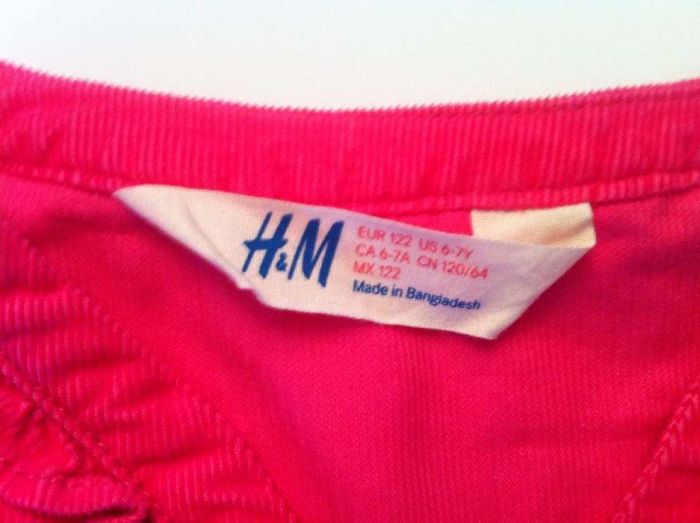 H&M
EUR 122 US 6-7Y
CA 6-7A CN 120/64
MX 122
Made in Bangladesh